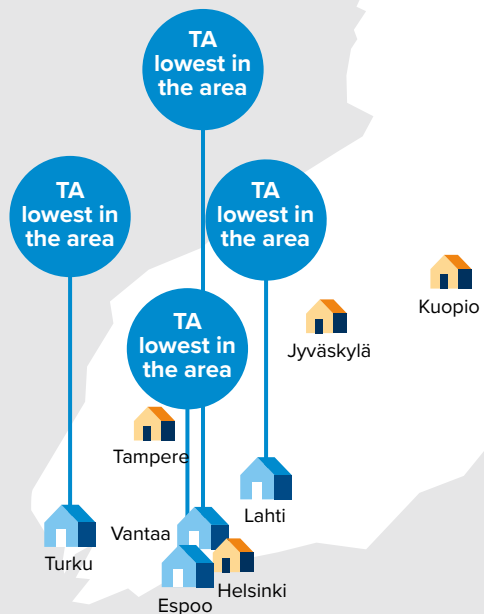 TA
lowest in
the area
TA
lowest in
the area
TA
lowest in
the area
TA
lowest in
the area
Kuopio
Jyväskylä
Tampere
Lahti
Vantaa
Turku
Helsinki
Espoo